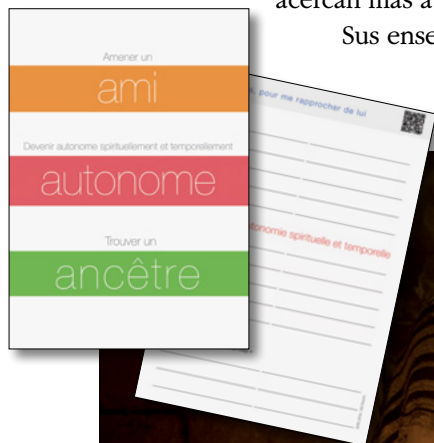 acercan más a
Sus ense
Amener un
ami
Devenir autonome spirituellement et temporellement
autonome
Trouver un
ancêtre
, pour me rapprocher de lui
tonomie spirituelle et temporelle